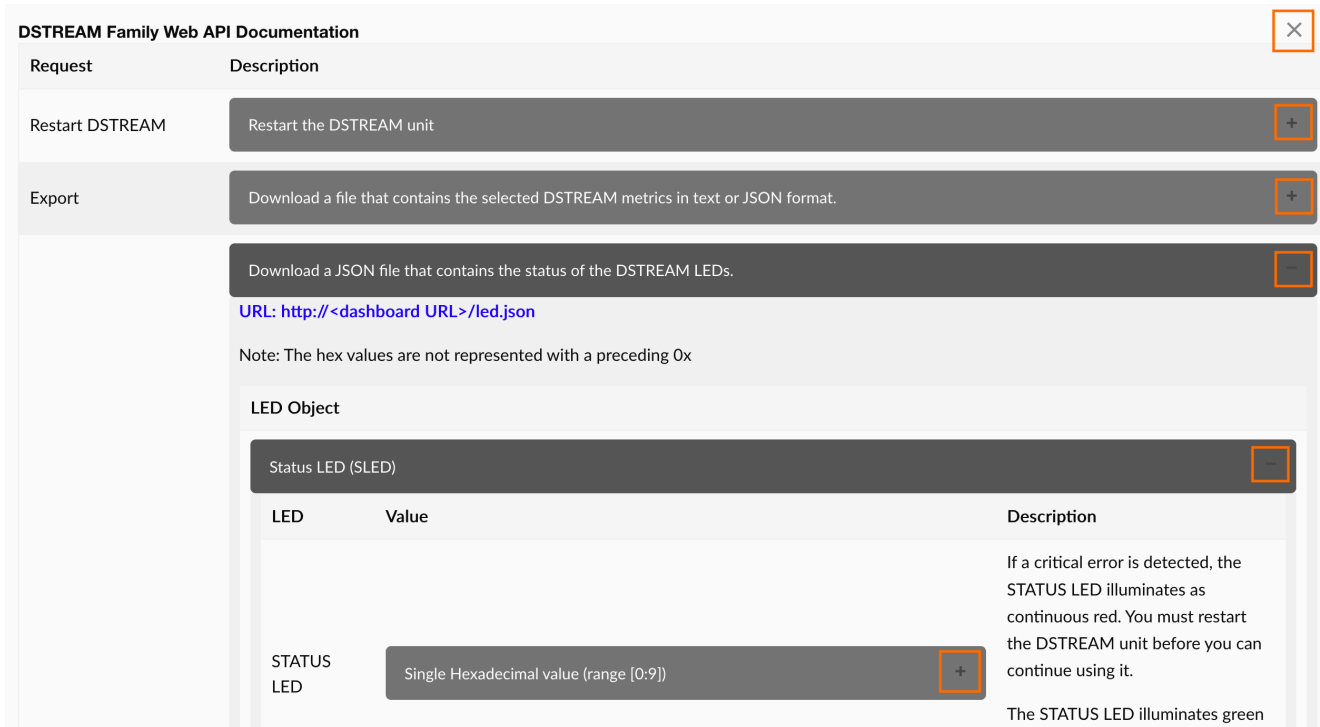 DSTREAM Family Web API Documentation
Request Description
Restart DSTREAM Restart the DSTREAM unit +
Export Download a file that contains the selected DSTREAM metrics in text or JSON format. +
Download a JSON file that contains the status of the DSTREAM LEDs. −
URL: http://<dashboard URL>/led.json
Note: The hex values are not represented with a preceding 0x
LED Object
Status LED (SLED) −
LED Value Description
STATUS
LED
Single Hexadecimal value (range [0:9]) +
If a critical error is detected, the
STATUS LED illuminates as
continuous red. You must restart
the DSTREAM unit before you can
continue using it.
The STATUS LED illuminates green